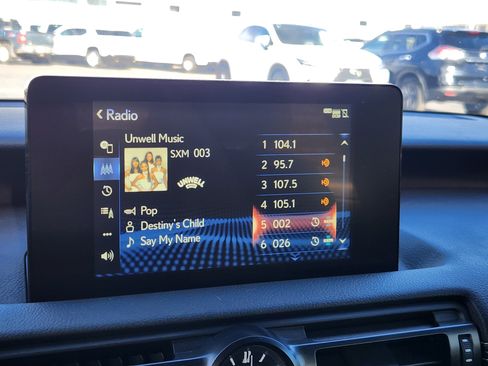 Radio
Unwell Music
SXM 003
UNWELL
Pop
Destiny's Child
Say My Name
1 104.1
2 95.7
3 107.5
4 105.1
5 002
6 026